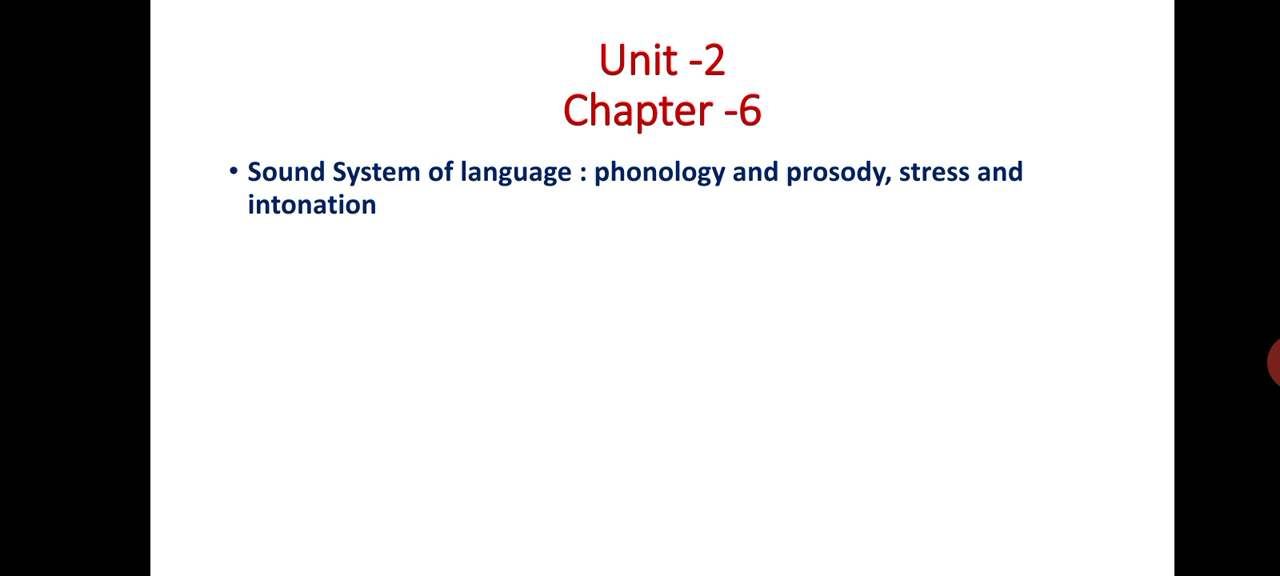 Unit -2
Chapter -6
• Sound System of language : phonology and prosody, stress and
intonation